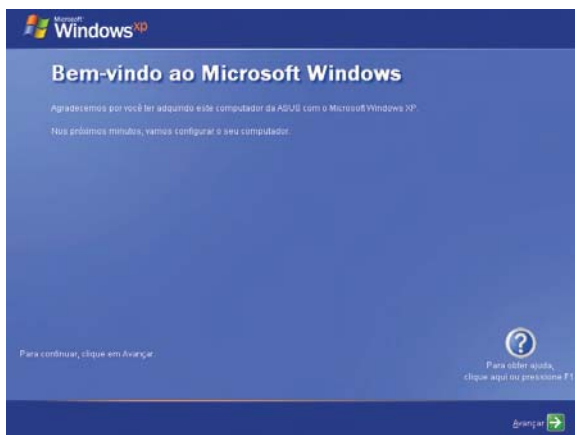 Microsoft
Windows xp
Bem-vindo ao Microsoft Windows
Agradecemos por você ter adquirido este computador da ASUS com o Microsoft Windows XP.
Nos próximos minutos, vamos configurar o seu computador.
Para continuar, clique em Avançar.
Para obter ajuda,
clique aqui ou pressione F1
Avançar